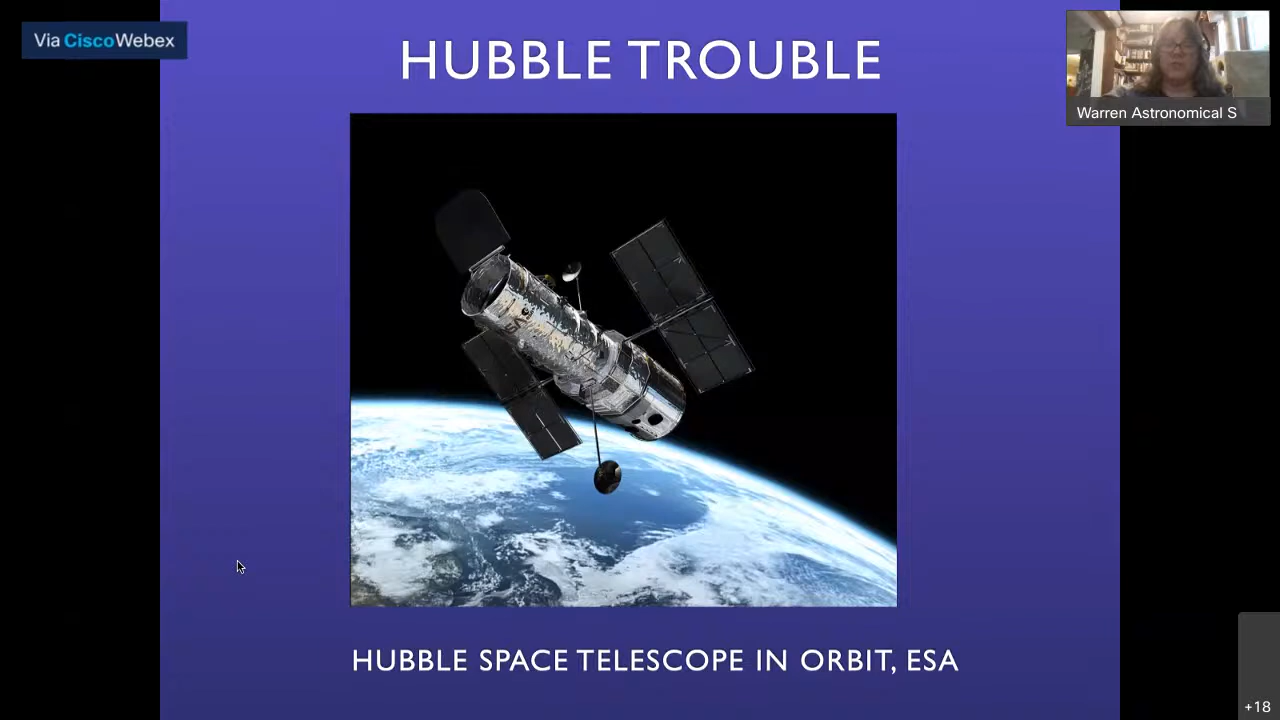 Via CiscoWebex
HUBBLE TROUBLE
Warren Astronomical S
HUBBLE SPACE TELESCOPE IN ORBIT, ESA
+18